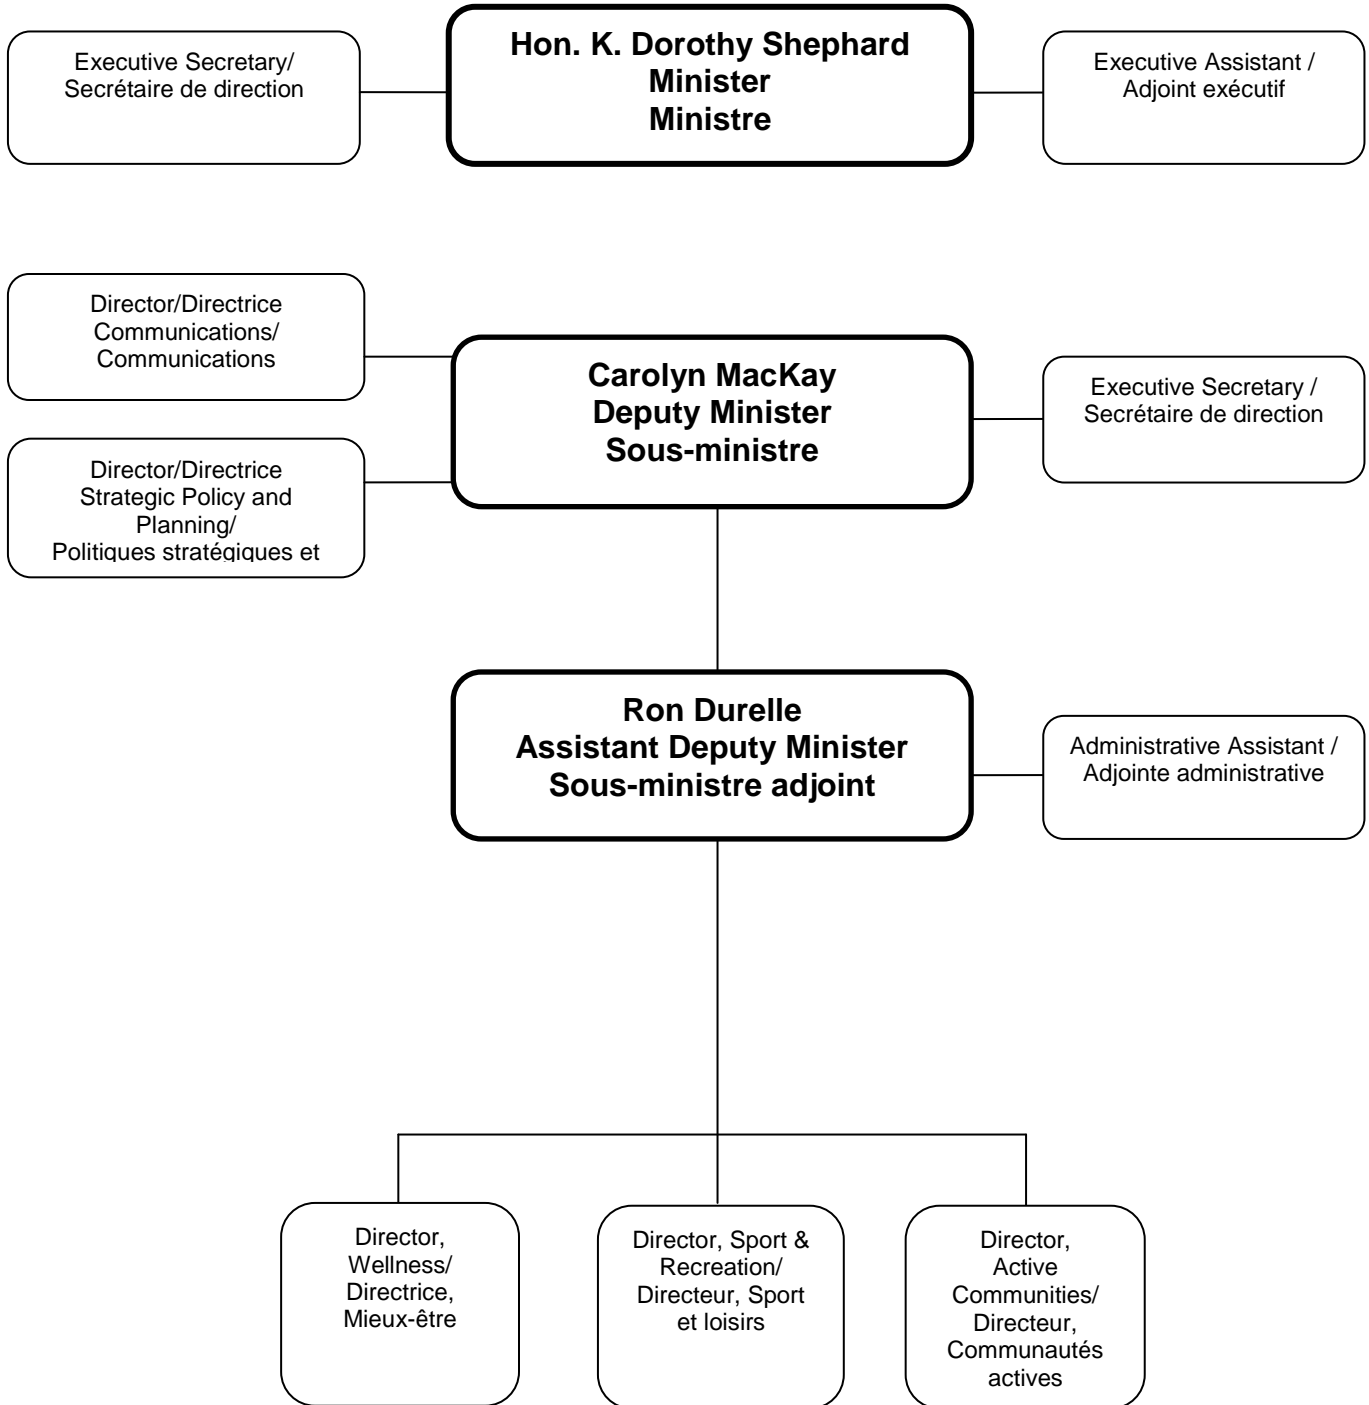 Executive Secretary/
Secrétaire de direction
Hon. K. Dorothy Shephard
Minister
Ministre
Executive Assistant /
Adjoint exécutif
Director/Directrice
Communications/
Communications
Carolyn MacKay
Deputy Minister
Sous-ministre
Executive Secretary /
Secrétaire de direction
Director/Directrice
Strategic Policy and
Planning/
Politiques stratégiques et
Ron Durelle
Assistant Deputy Minister
Sous-ministre adjoint
Administrative Assistant /
Adjointe administrative
Director,
Wellness/
Directrice,
Mieux-être
Director, Sport &
Recreation/
Directeur, Sport
et loisirs
Director,
Active
Communities/
Directeur,
Communautés
actives